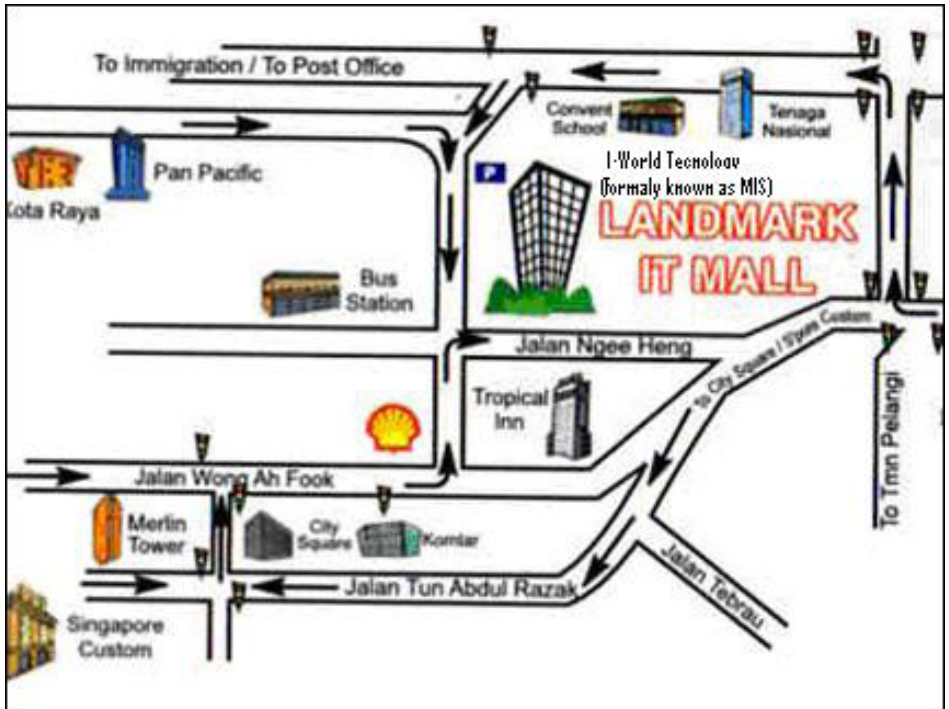 To Immigration / To Post Office
Convent
School
Tenaga
Nasional
Kota Raya
Pan Pacific
P
I-World Tecnology
(formaly known as MIS)
LANDMARK
IT MALL
Bus
Station
Jalan Ngee Heng
to City Square / S'pore Custom
Tropical
Inn
To Tmn Pelangi
Jalan Wong Ah Fook
Merlin
Tower
City
Square
Komtar
Jalan Tun Abdul Razak
Jalan Tebrau
Singapore
Custom